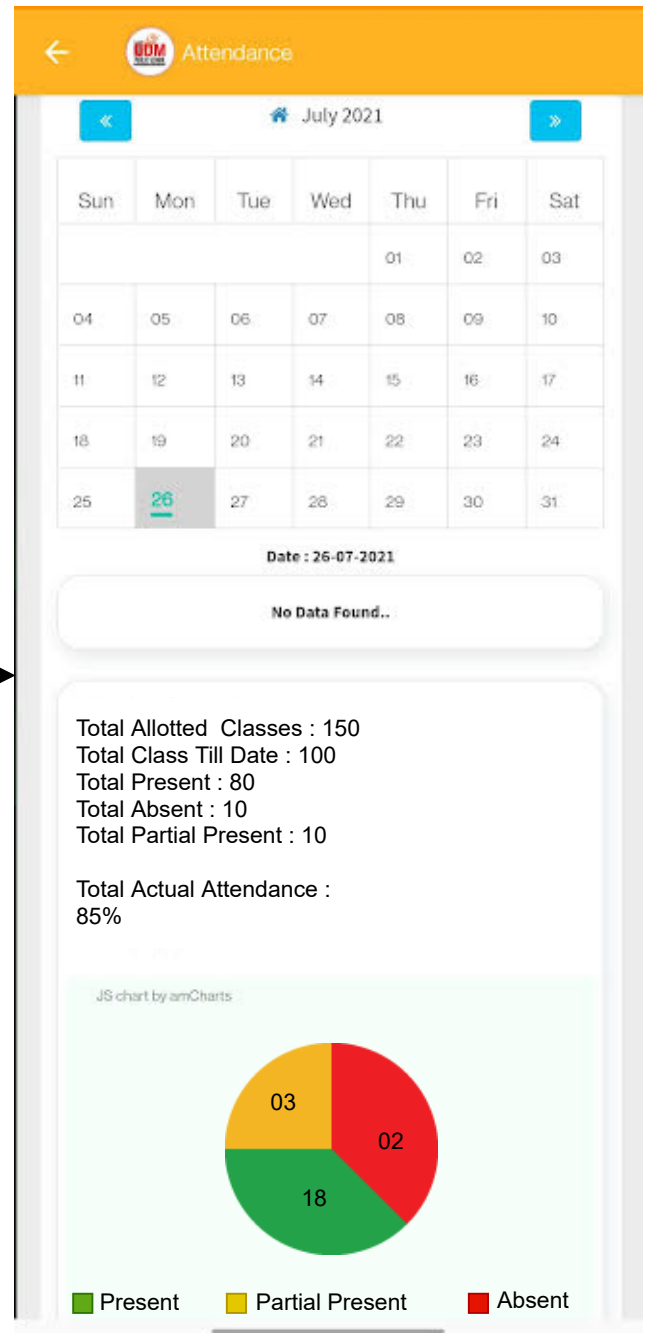 ODM
Attendance
« July 2021 »
Sun Mon Tue Wed Thu Fri Sat
01 02 03
04 05 06 07 08 09 10
11 12 13 14 15 16 17
18 19 20 21 22 23 24
25 26 27 28 29 30 31
Date : 26-07-2021
No Data Found..
Total Allotted Classes : 150
Total Class Till Date : 100
Total Present : 80
Total Absent : 10
Total Partial Present : 10
Total Actual Attendance :
85%
JS chart by amCharts
03
02
18
Present Partial Present Absent